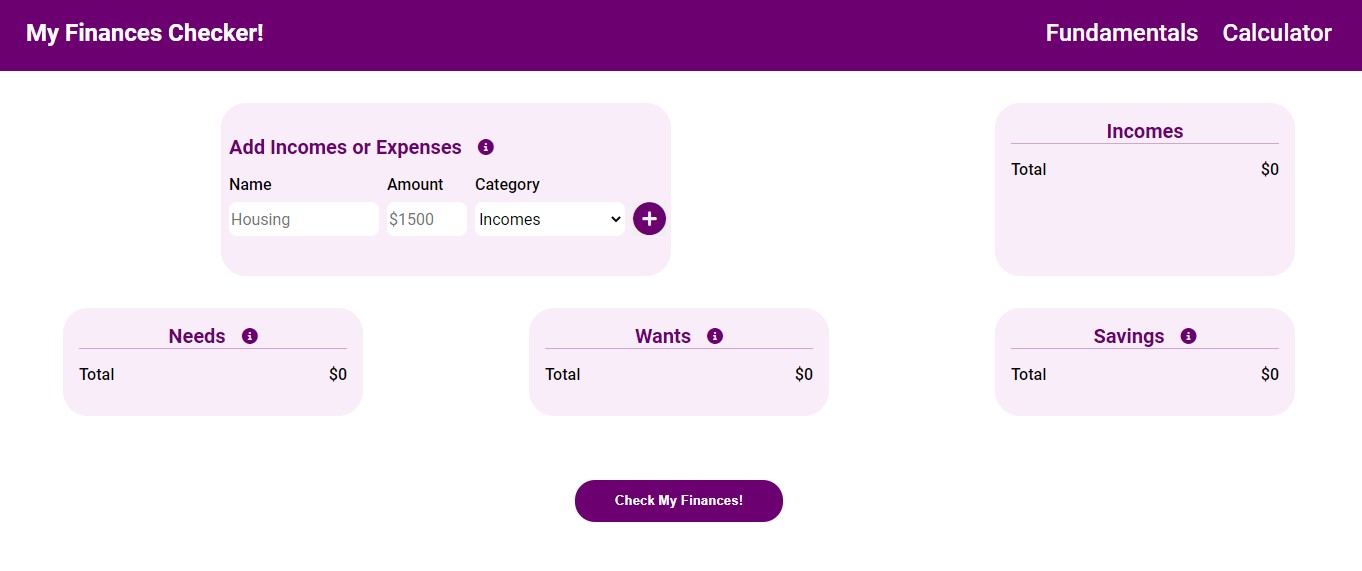 My Finances Checker!
Fundamentals Calculator
Add Incomes or Expenses
Name Amount Category
Housing $1500 Incomes
Incomes
Total $0
Needs
Total $0
Wants
Total $0
Savings
Total $0
Check My Finances!